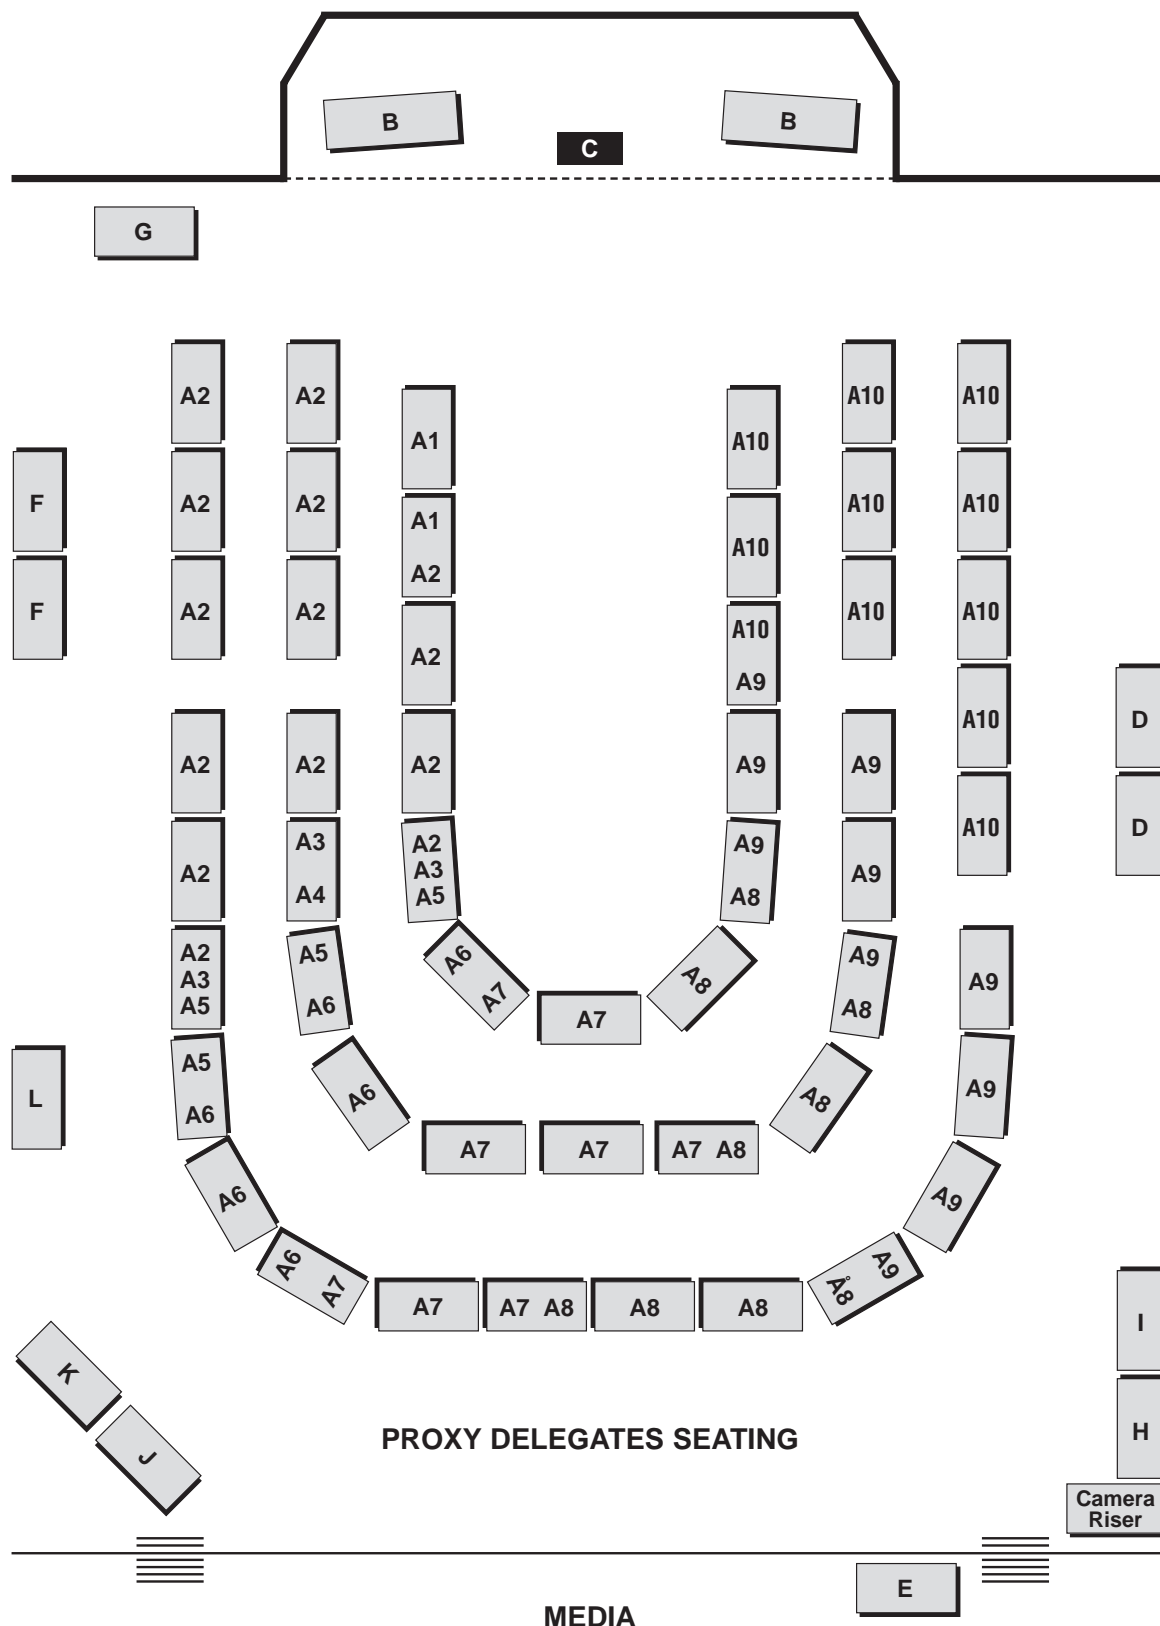 B B
C
G
A2 A2 A10 A10
A1 A10
F A2 A2 A10 A10
A1 A10
A2
F A2 A2 A10 A10
A2 A10
A9
A10 D
A2 A2 A2 A9 A9
A10 D
A2 A3 A2 A9 A9
A3
A4 A5 A8
A2 A5 A6 A8 A9 A9
A3 A7
A5 A6 A7 A8
A5 A6 A8 A9
L
A6
A7 A7 A7 A8
A6 A9
A6 A7 Å8 A9
A7 A7 A8 A8 A8
I
K
J PROXY DELEGATES SEATING H
Camera
Riser
E
MEDIA